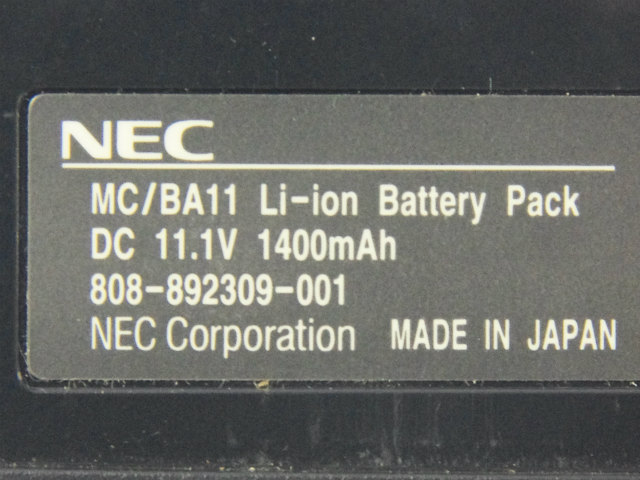 NEC
MC/BA11 Li-ion Battery Pack
DC 11.1V 1400mAh
808-892309-001
NEC Corporation MADE IN JAPAN